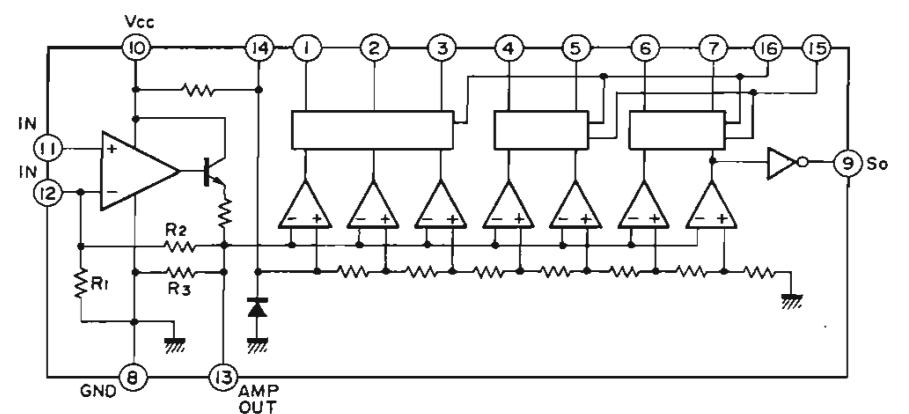 Vcc
10 14 1 2 3 4 5 6 7 16 15
IN
11 +
IN
12 −
9 So
− + − + − + − + − + − + − +
R2
R1 R3
GND 8 13 AMP
OUT